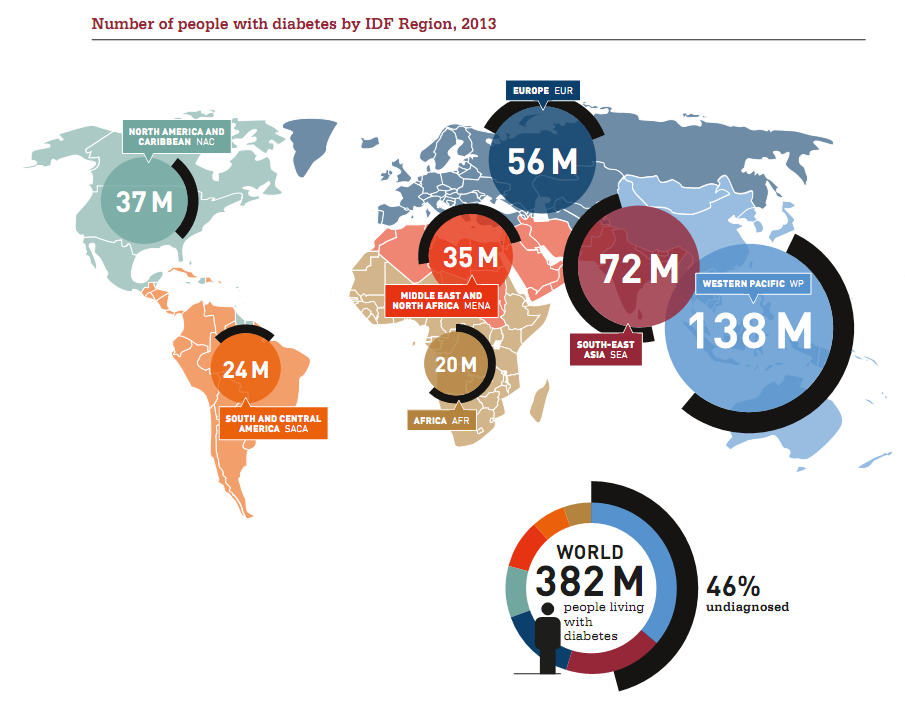 Number of people with diabetes by IDF Region, 2013
EUROPE EUR
56 M
NORTH AMERICA AND
CARIBBEAN NAC
37 M
35 M
MIDDLE EAST AND
NORTH AFRICA MENA
72 M
SOUTH-EAST
ASIA SEA
WESTERN PACIFIC WP
138 M
24 M
SOUTH AND CENTRAL
AMERICA SACA
20 M
AFRICA AFR
WORLD
382 M
people living
with
diabetes
46%
undiagnosed